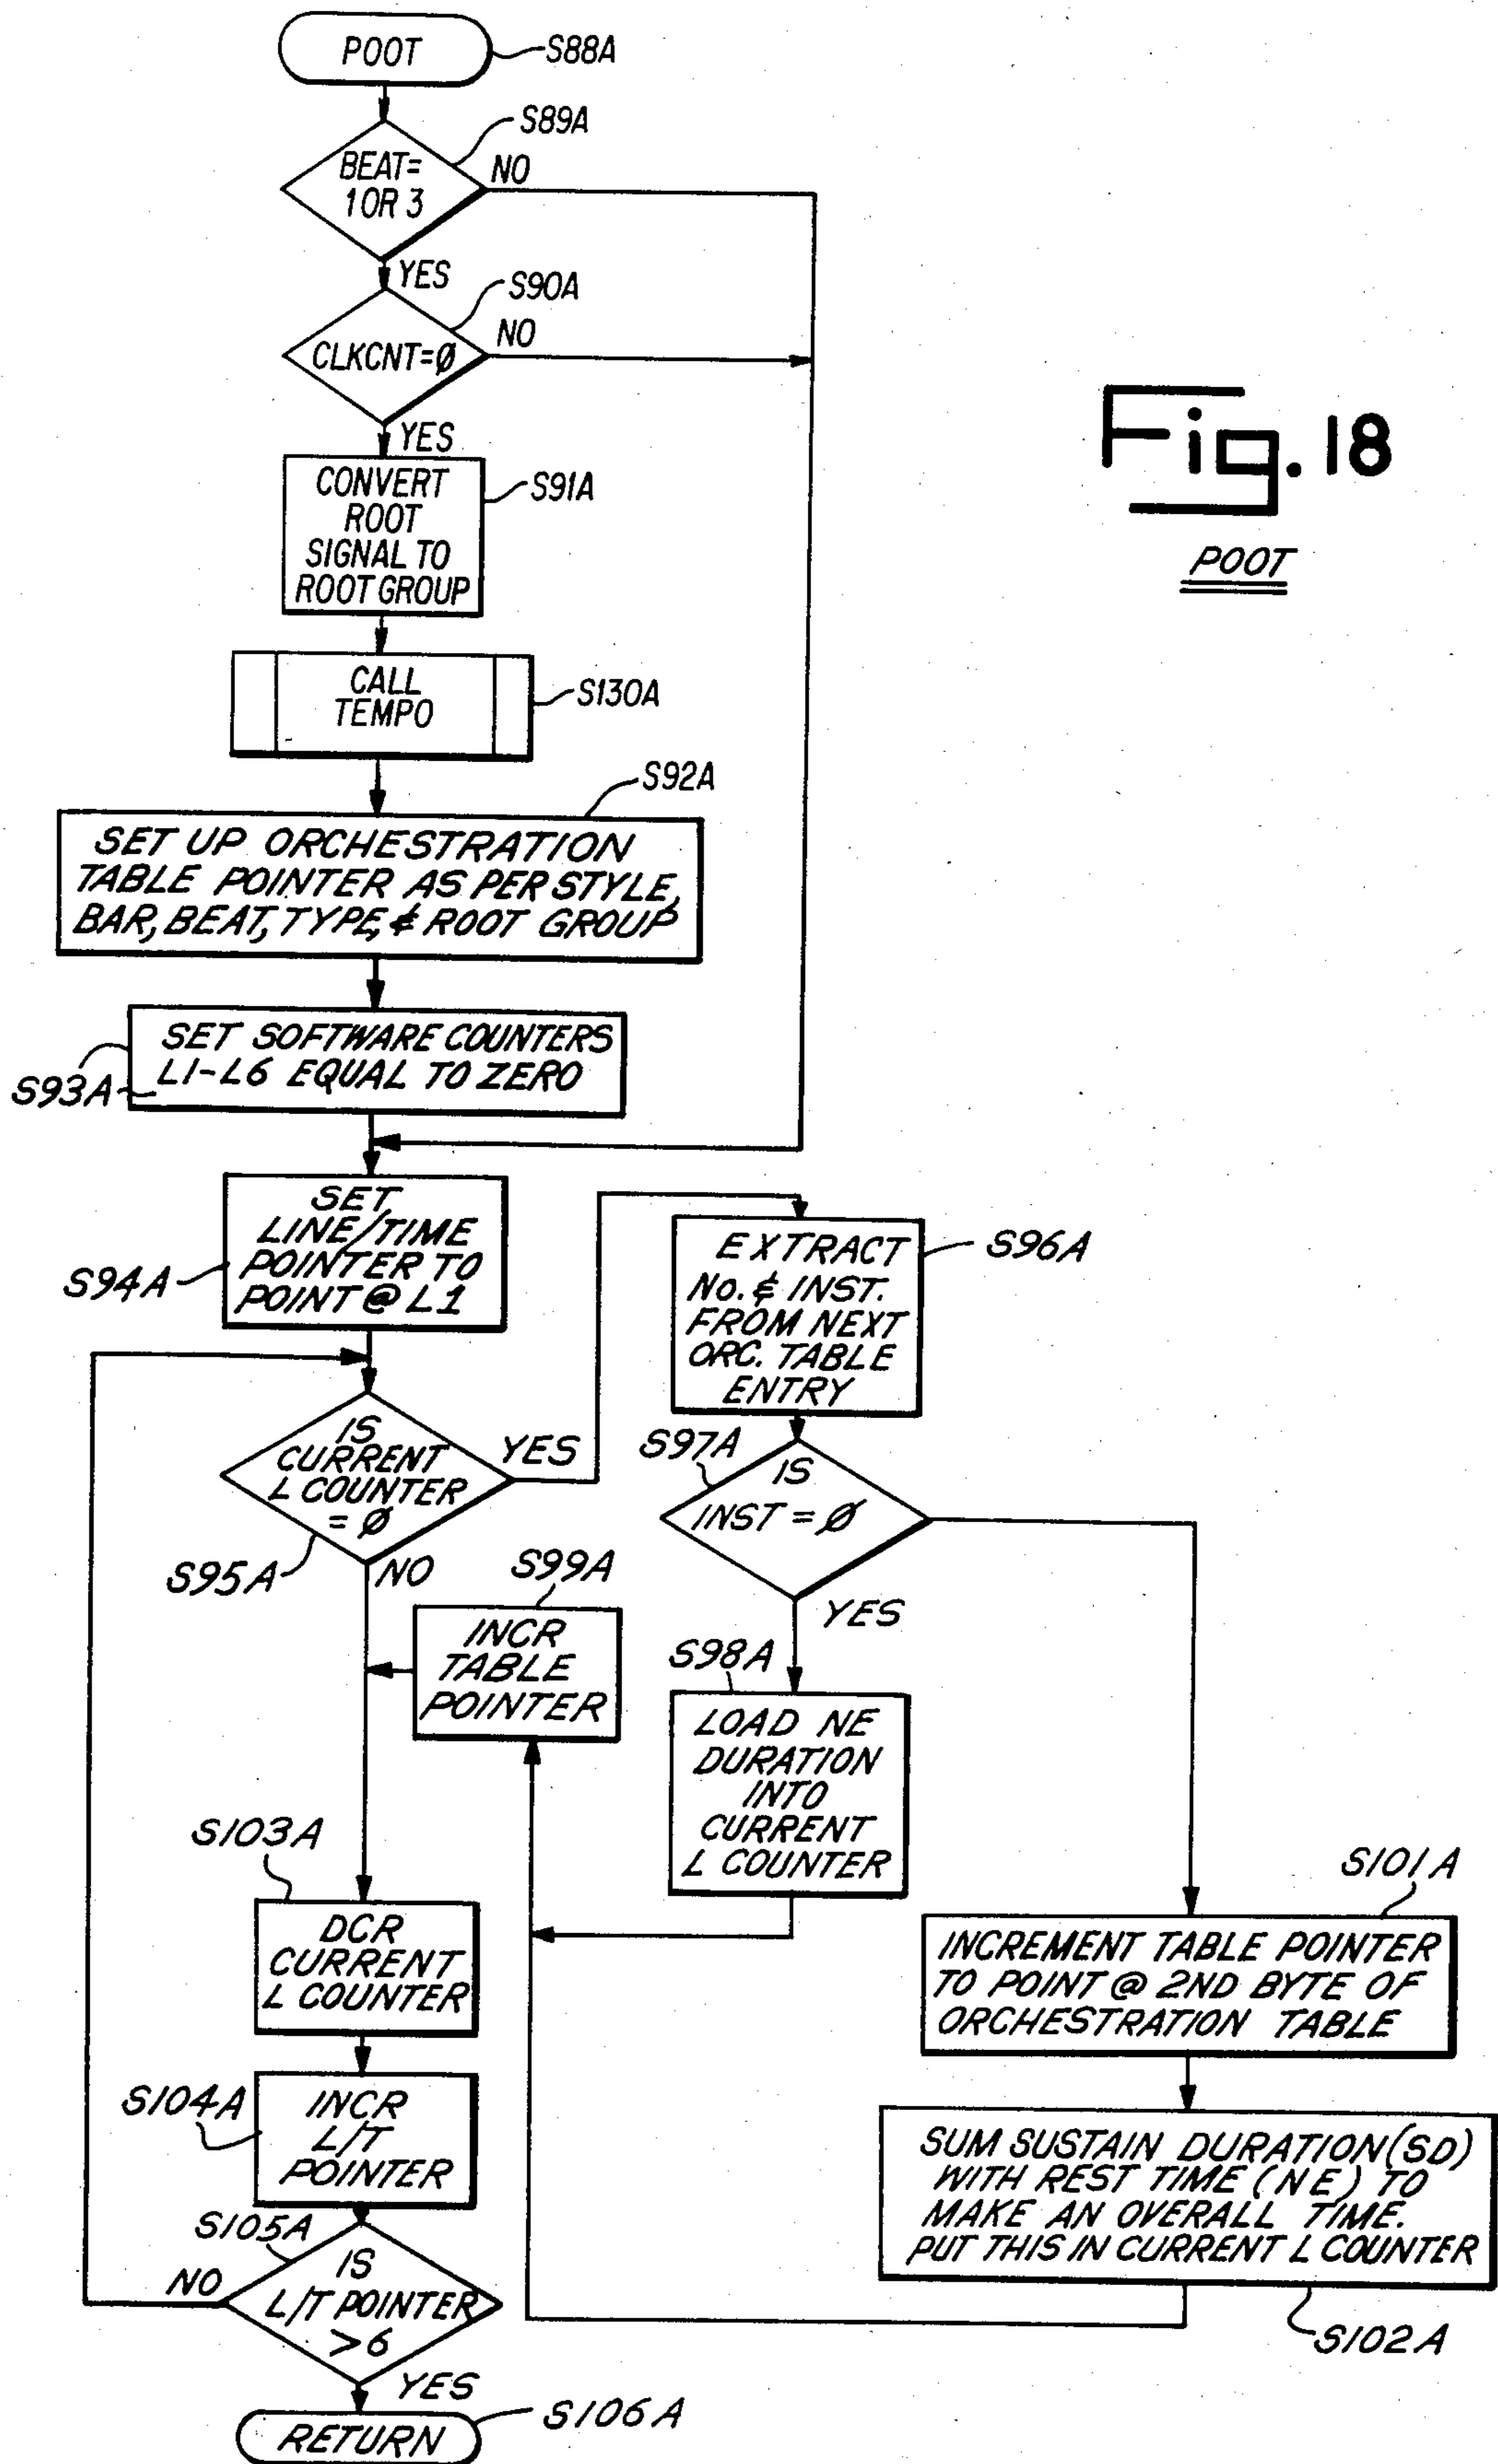 POOT
S88A
S89A
BEAT=
1 OR 3
NO
YES
S90A
CLKCNT=Ø
NO
YES
CONVERT
ROOT
SIGNAL TO
ROOT GROUP
S91A
CALL
TEMPO
S130A
S92A
SET UP ORCHESTRATION
TABLE POINTER AS PER STYLE,
BAR, BEAT, TYPE, & ROOT GROUP
SET SOFTWARE COUNTERS
L1-L6 EQUAL TO ZERO
S93A
Fig. 18
POOT
SET
LINE/TIME
POINTER TO
POINT @ L1
S94A
IS
CURRENT
L COUNTER
= Ø
YES
S95A
NO
EXTRACT
No. & INST.
FROM NEXT
ORC. TABLE
ENTRY
S96A
S97A
IS
INST = Ø
YES
S99A
INCR
TABLE
POINTER
S98A
LOAD NE
DURATION
INTO
CURRENT
L COUNTER
S101A
INCREMENT TABLE POINTER
TO POINT @ 2ND BYTE OF
ORCHESTRATION TABLE
SUM SUSTAIN DURATION (SD)
WITH REST TIME (NE) TO
MAKE AN OVERALL TIME.
PUT THIS IN CURRENT L COUNTER
S102A
S103A
DCR
CURRENT
L COUNTER
S104A
INCR
L/T
POINTER
S105A
IS
L/T POINTER
>6
NO
YES
RETURN
S106A